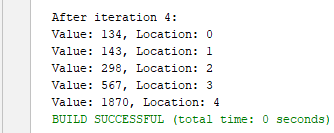 After iteration 4:
Value: 134, Location: 0
Value: 143, Location: 1
Value: 298, Location: 2
Value: 567, Location: 3
Value: 1870, Location: 4
BUILD SUCCESSFUL (total time: 0 seconds)